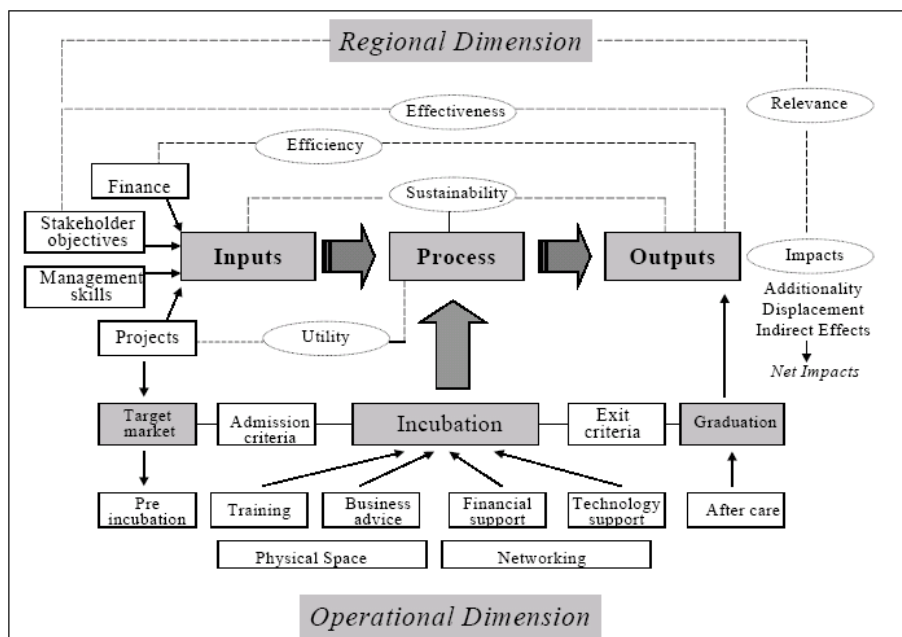 Regional Dimension
Relevance
Effectiveness
Efficiency
Finance
Sustainability
Stakeholder
objectives
Inputs
Process
Outputs
Management
skills
Impacts
Additionality
Displacement
Indirect Effects
Net Impacts
Projects
Utility
Target
market
Admission
criteria
Incubation
Exit
criteria
Graduation
Pre
incubation
Training
Business
advice
Financial
support
Technology
support
After care
Physical Space
Networking
Operational Dimension